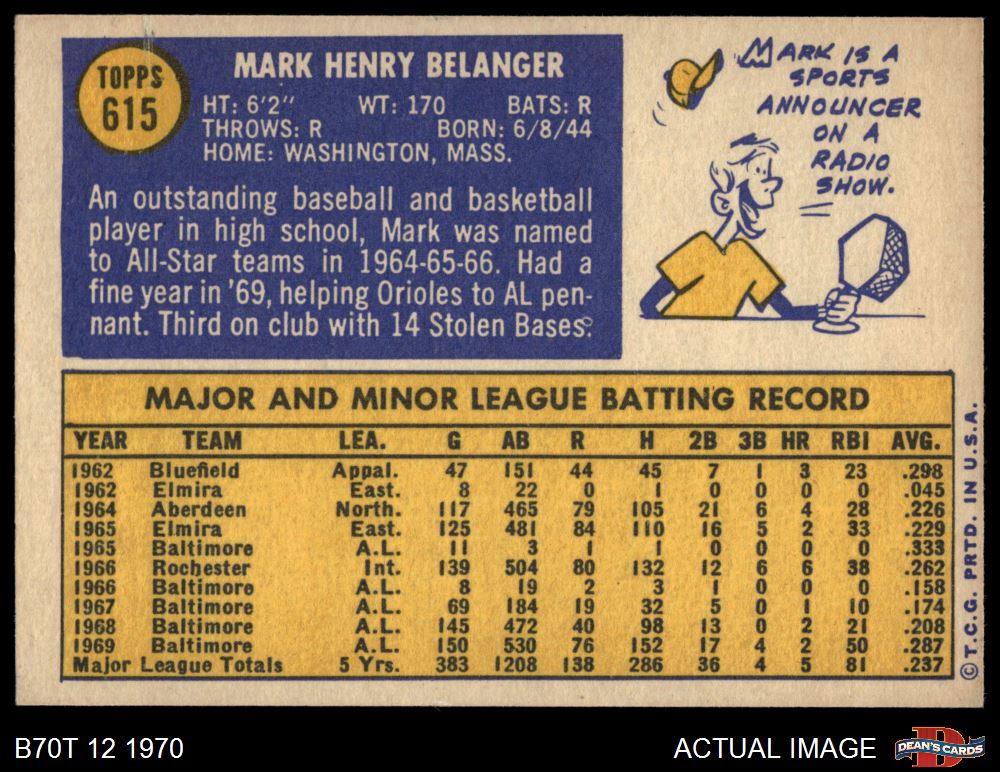 TOPPS
615
MARK HENRY BELANGER
HT: 6'2" WT: 170 BATS: R
THROWS: R BORN: 6/8/44
HOME: WASHINGTON, MASS.
An outstanding baseball and basketball
player in high school, Mark was named
to All-Star teams in 1964-65-66. Had a
fine year in '69, helping Orioles to AL pen-
nant. Third on club with 14 Stolen Bases.
MARK IS A
SPORTS
ANNOUNCER
ON A
RADIO
SHOW.
MAJOR AND MINOR LEAGUE BATTING RECORD
YEAR TEAM LEA. G AB R H 2B 3B HR RBI AVG.
1962 Bluefield Appal. 47 151 44 45 7 1 3 23 .298
1962 Elmira East. 8 22 0 1 0 0 0 0 .045
1964 Aberdeen North. 117 465 79 105 21 6 4 28 .226
1965 Elmira East. 125 481 84 110 16 5 2 33 .229
1965 Baltimore A.L. 11 3 1 1 0 0 0 0 .333
1966 Rochester Int. 139 504 80 132 12 6 6 38 .262
1966 Baltimore A.L. 8 19 2 3 1 0 0 0 .158
1967 Baltimore A.L. 69 184 19 32 5 0 1 10 .174
1968 Baltimore A.L. 145 472 40 98 13 0 2 21 .208
1969 Baltimore A.L. 150 530 76 152 17 4 2 50 .287
Major League Totals 5 Yrs. 383 1208 138 286 36 4 5 81 .237
© T.C.G. PRTD. IN U.S.A.
B70T 12 1970
ACTUAL IMAGE
D
DEAN'S CARDS